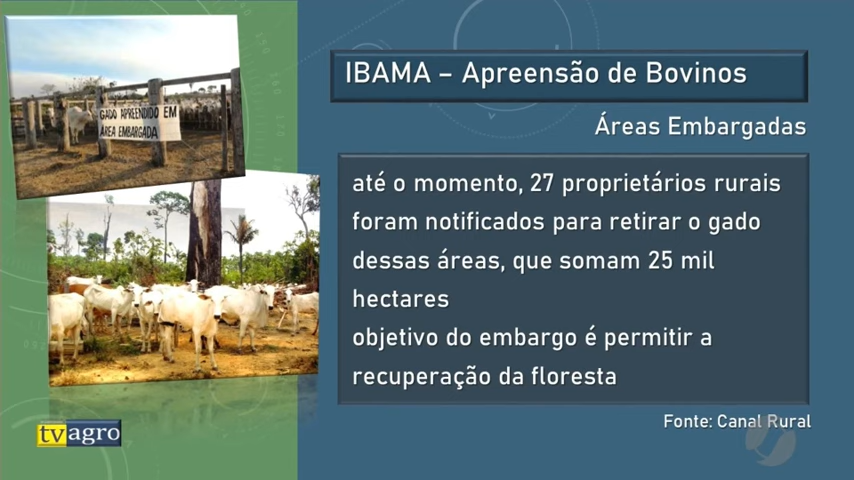 GADO APREENDIDO EM
ÁREA EMBARGADA
IBAMA – Apreensão de Bovinos
Áreas Embargadas
até o momento, 27 proprietários rurais
foram notificados para retirar o gado
dessas áreas, que somam 25 mil
hectares
objetivo do embargo é permitir a
recuperação da floresta
Fonte: Canal Rural
tvagro